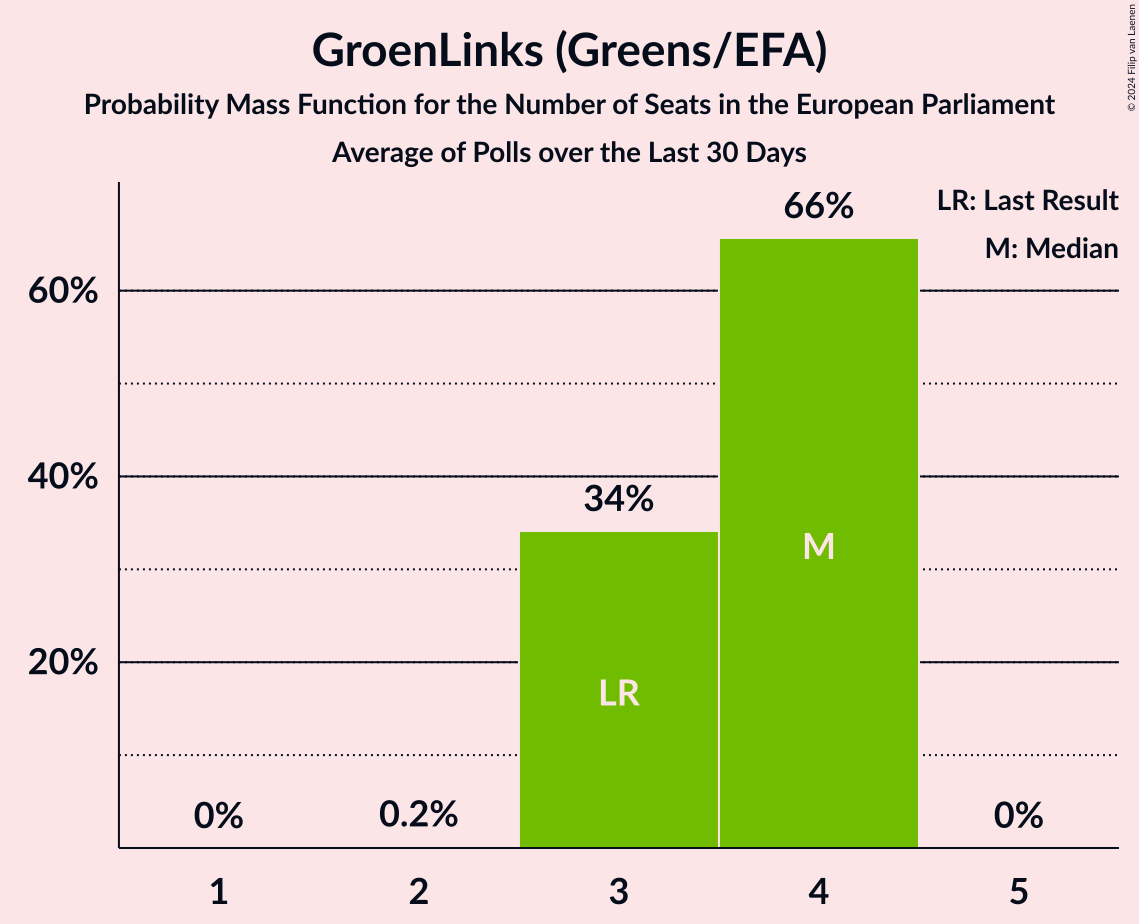 GroenLinks (Greens/EFA)
Probability Mass Function for the Number of Seats in the European Parliament
Average of Polls over the Last 30 Days
© 2024 Filip van Laenen
LR: Last Result
M: Median
66%
60%
40%
34%
M
20%
LR
0%
0.2%
0%
1 2 3 4 5